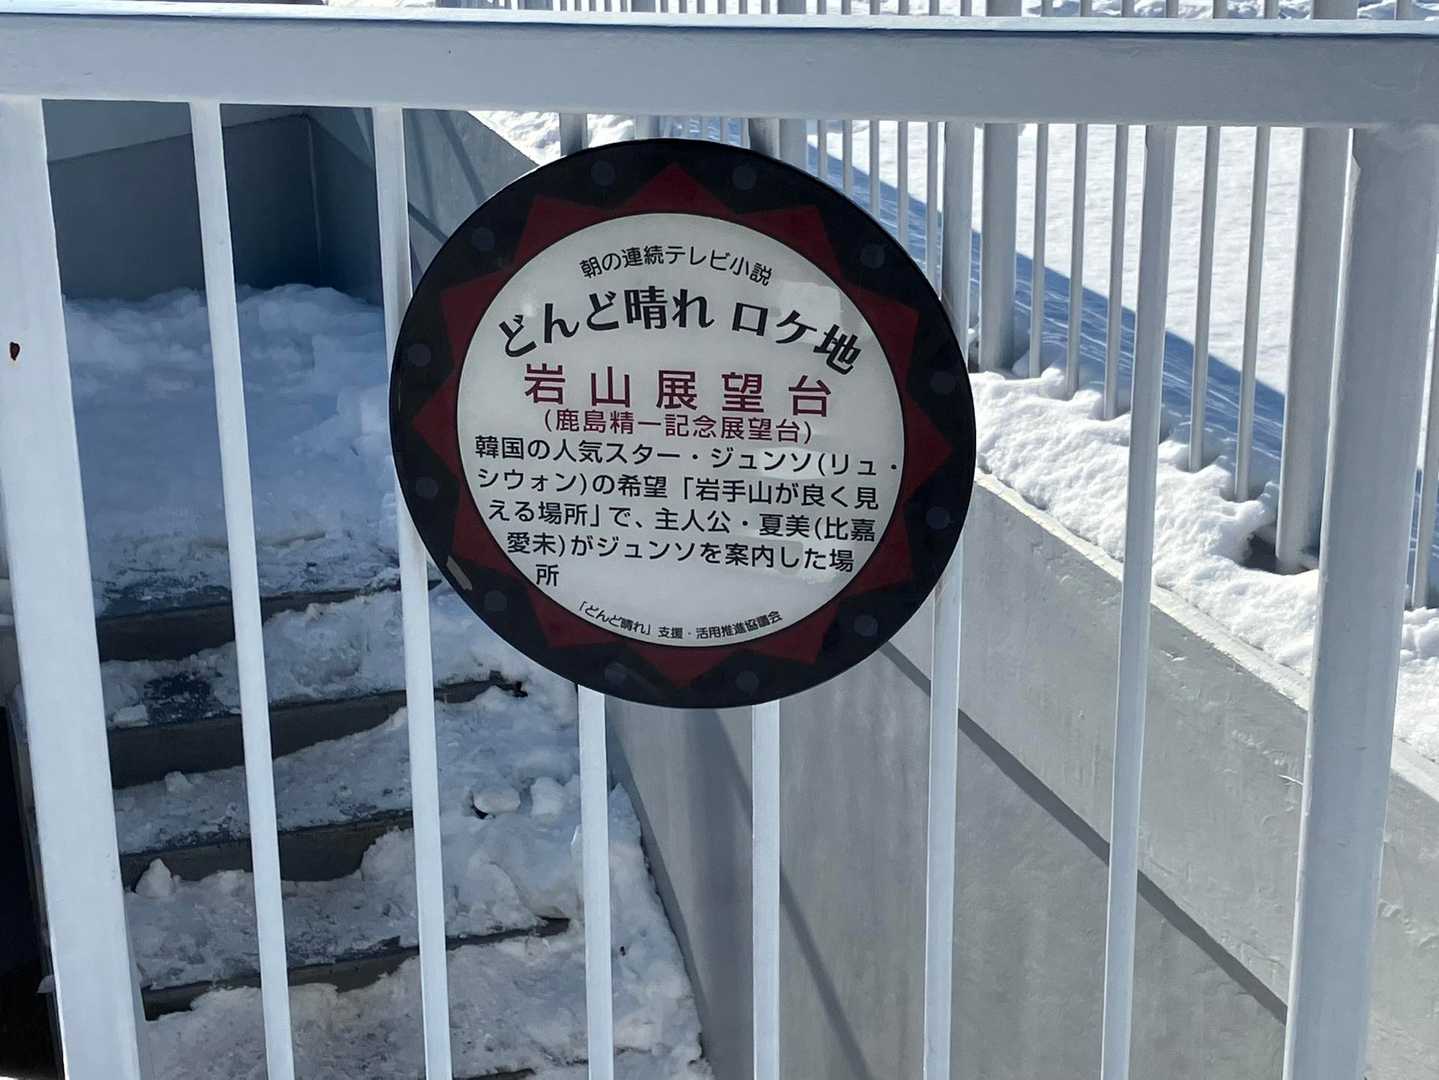 朝の連続テレビ小説
どんど晴れ ロケ地
岩山展望台
(鹿島精一記念展望台)
韓国の人気スター・ジュンソ(リュ・
シウォン)の希望「岩手山が良く見
える場所」で、主人公・夏美(比嘉
愛未)がジュンソを案内した場
所
「どんど晴れ」支援・活用推進協議会